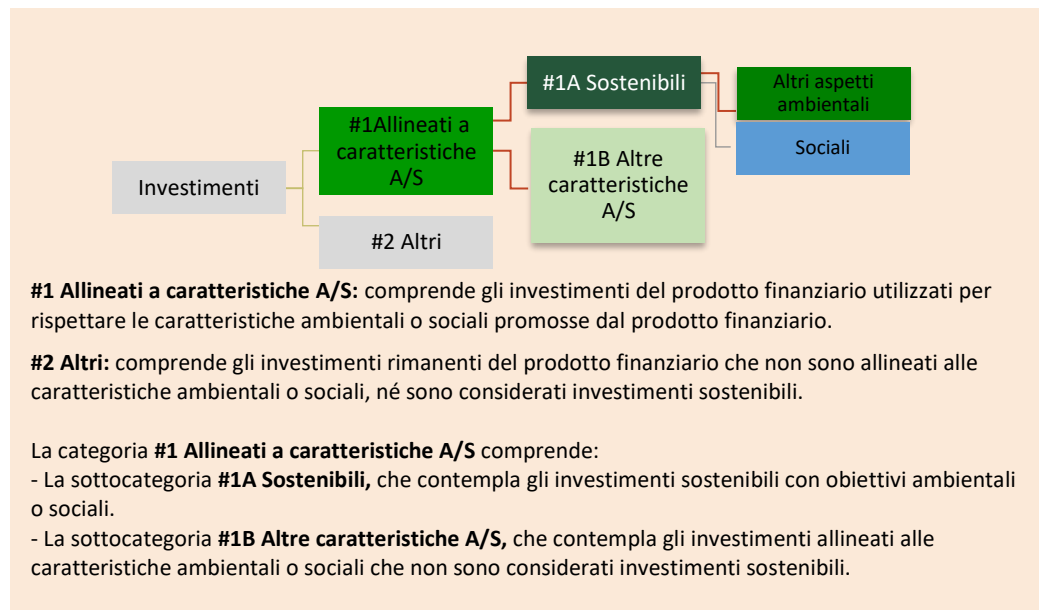 #1A Sostenibili
Altri aspetti
ambientali
#1Allineati a
caratteristiche
A/S
Sociali
#1B Altre
caratteristiche
A/S
Investimenti
#2 Altri
#1 Allineati a caratteristiche A/S: comprende gli investimenti del prodotto finanziario utilizzati per
rispettare le caratteristiche ambientali o sociali promosse dal prodotto finanziario.
#2 Altri: comprende gli investimenti rimanenti del prodotto finanziario che non sono allineati alle
caratteristiche ambientali o sociali, né sono considerati investimenti sostenibili.
La categoria #1 Allineati a caratteristiche A/S comprende:
- La sottocategoria #1A Sostenibili, che contempla gli investimenti sostenibili con obiettivi ambientali
o sociali.
- La sottocategoria #1B Altre caratteristiche A/S, che contempla gli investimenti allineati alle
caratteristiche ambientali o sociali che non sono considerati investimenti sostenibili.